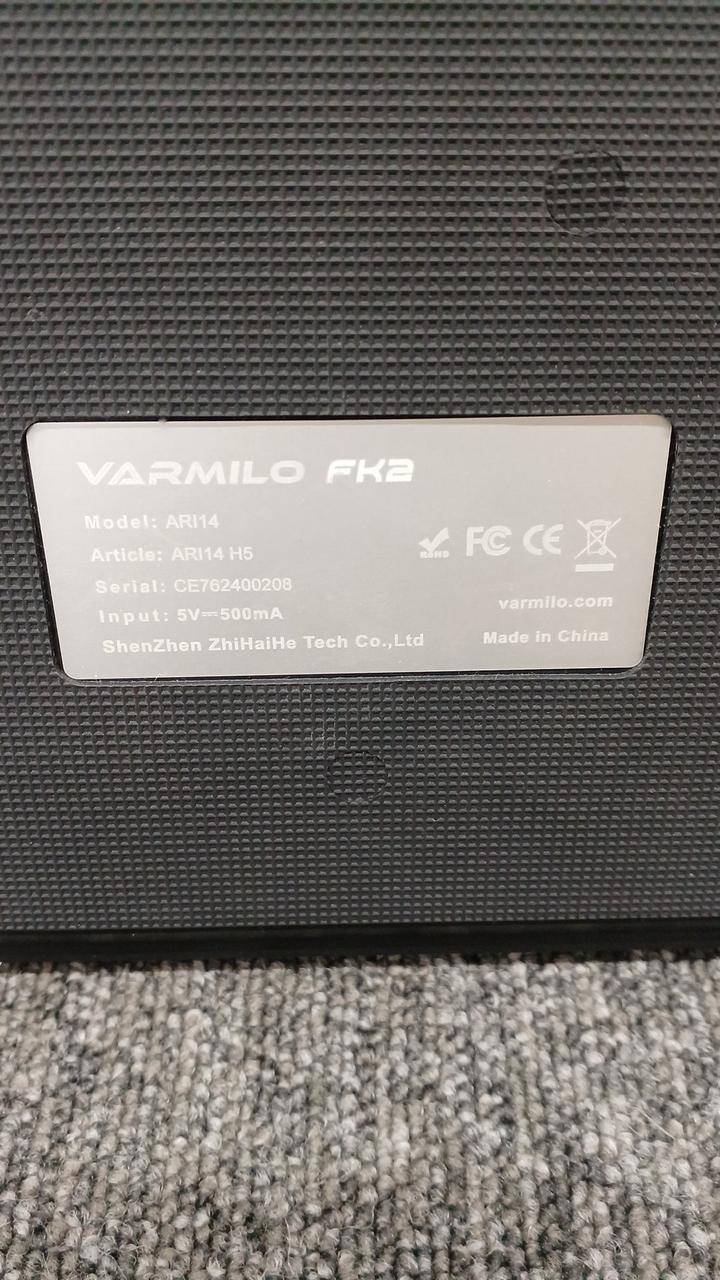 VARMILO FK2
Model: ARI14
Article: ARI14 H5
Serial: CE762400208
Input: 5V⎓500mA
ShenZhen ZhiHaiHe Tech Co.,Ltd
RoHS FC CE
varmilo.com
Made in China